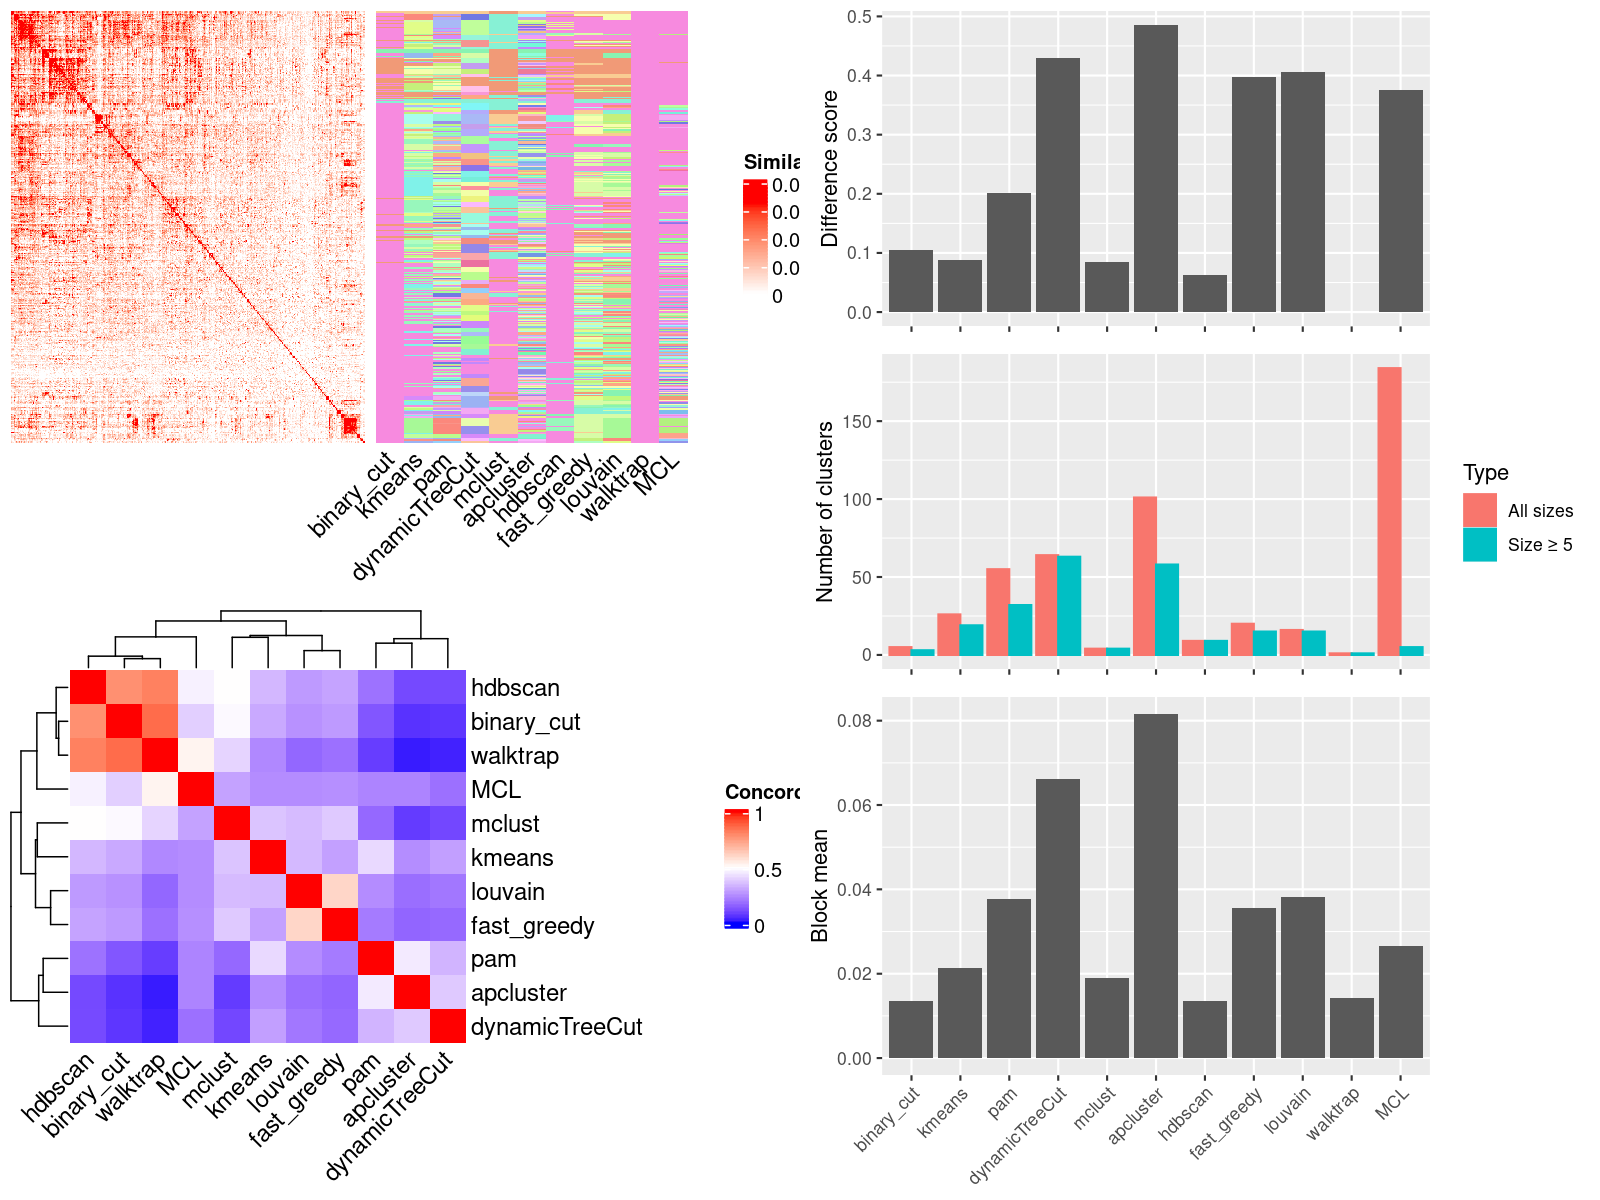 Simila
0.0
0.0
0.0
0.0
0
binary_cut
kmeans
pam
dynamicTreeCut
mclust
apcluster
hdbscan
fast_greedy
louvain
walktrap
MCL
hdbscan
binary_cut
walktrap
MCL
mclust
kmeans
louvain
fast_greedy
pam
apcluster
dynamicTreeCut
hdbscan
binary_cut
walktrap
MCL
mclust
kmeans
louvain
fast_greedy
pam
apcluster
dynamicTreeCut
Concord
1
0.5
0
Difference score
0.5
0.4
0.3
0.2
0.1
0.0
Number of clusters
150
100
50
0
Type
All sizes
Size ≥ 5
Block mean
0.08
0.06
0.04
0.02
0.00
binary_cut
kmeans
pam
dynamicTreeCut
mclust
apcluster
hdbscan
fast_greedy
louvain
walktrap
MCL